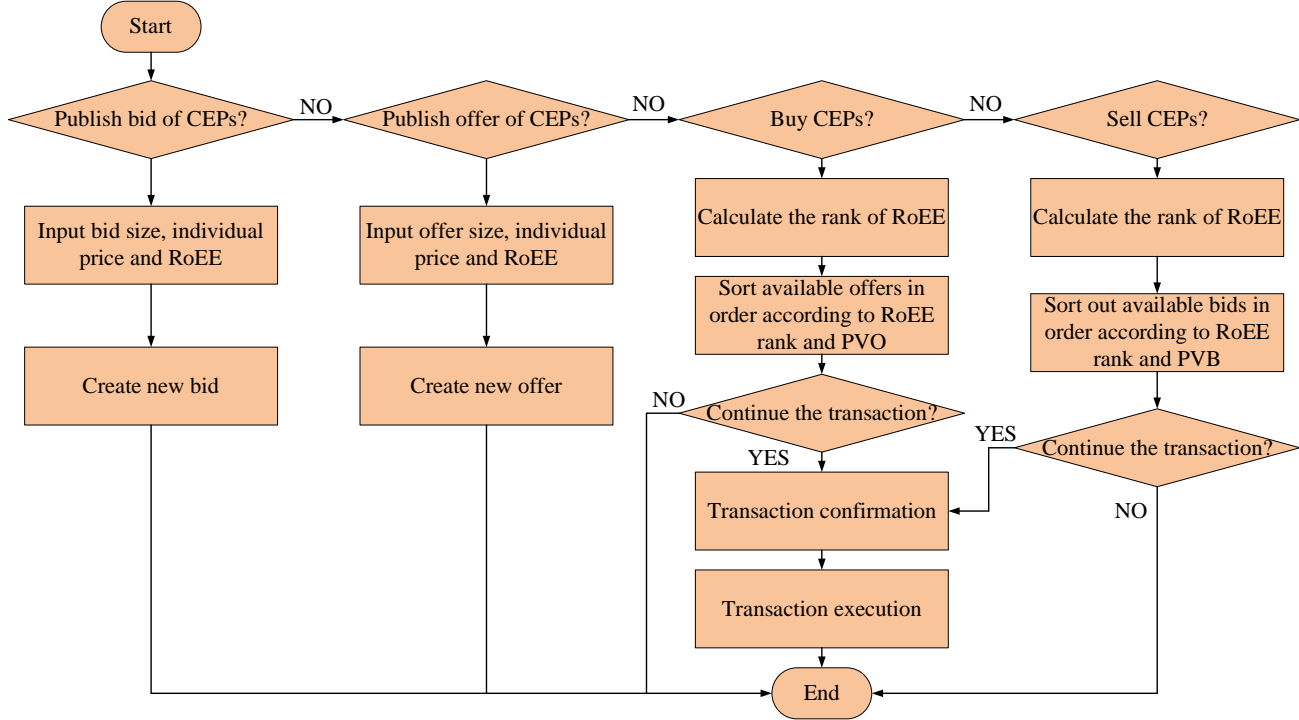 Start
Publish bid of CEPs?
NO
Publish offer of CEPs?
NO
Buy CEPs?
NO
Sell CEPs?
Input bid size, individual
price and RoEE
Input offer size, individual
price and RoEE
Calculate the rank of RoEE
Calculate the rank of RoEE
Sort available offers in
order according to RoEE
rank and PVO
Sort out available bids in
order according to RoEE
rank and PVB
Create new bid
Create new offer
NO
Continue the transaction?
YES
YES
Continue the transaction?
NO
Transaction confirmation
Transaction execution
End